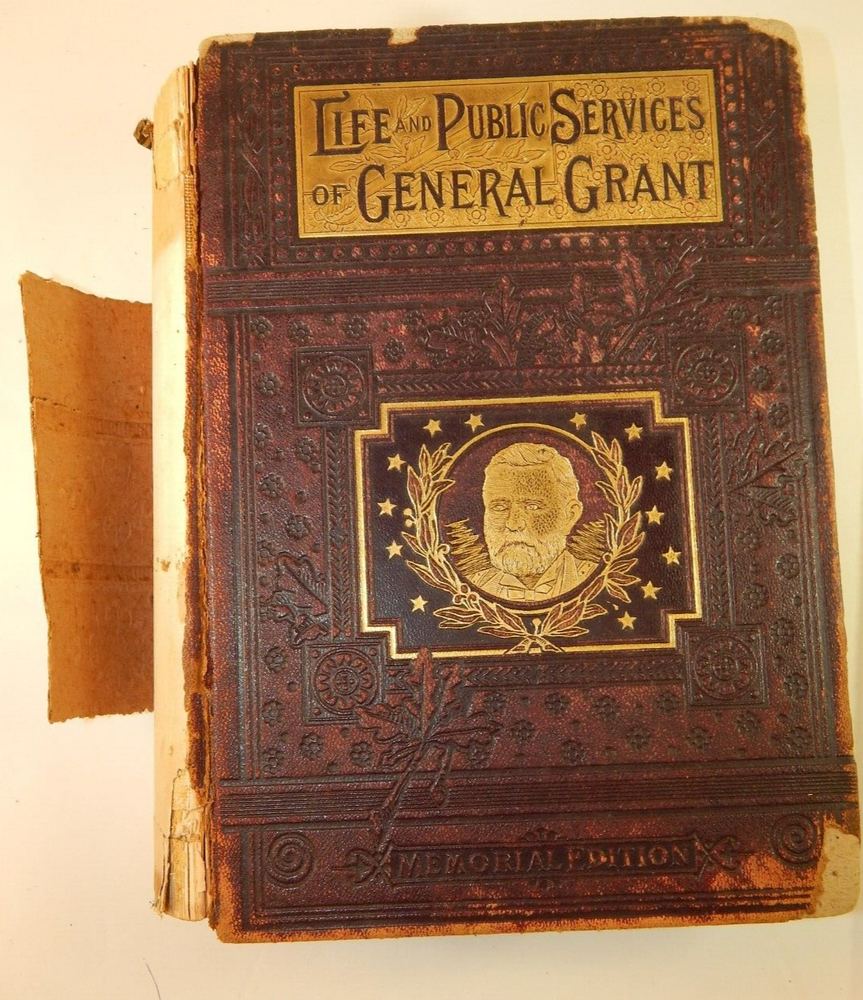 LIFE AND PUBLIC SERVICES
OF GENERAL GRANT
MEMORIAL EDITION